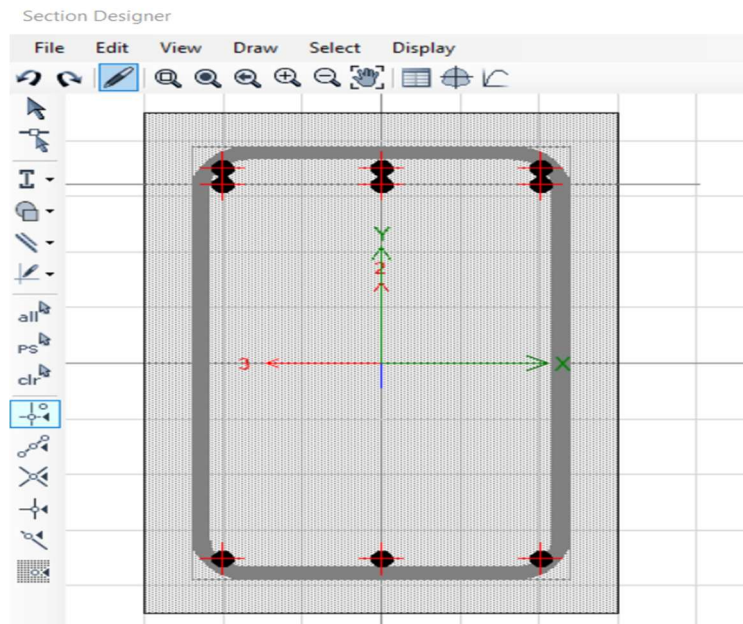 Section Designer
File Edit View Draw Select Display
all
PS
clr
Y
2
3
X